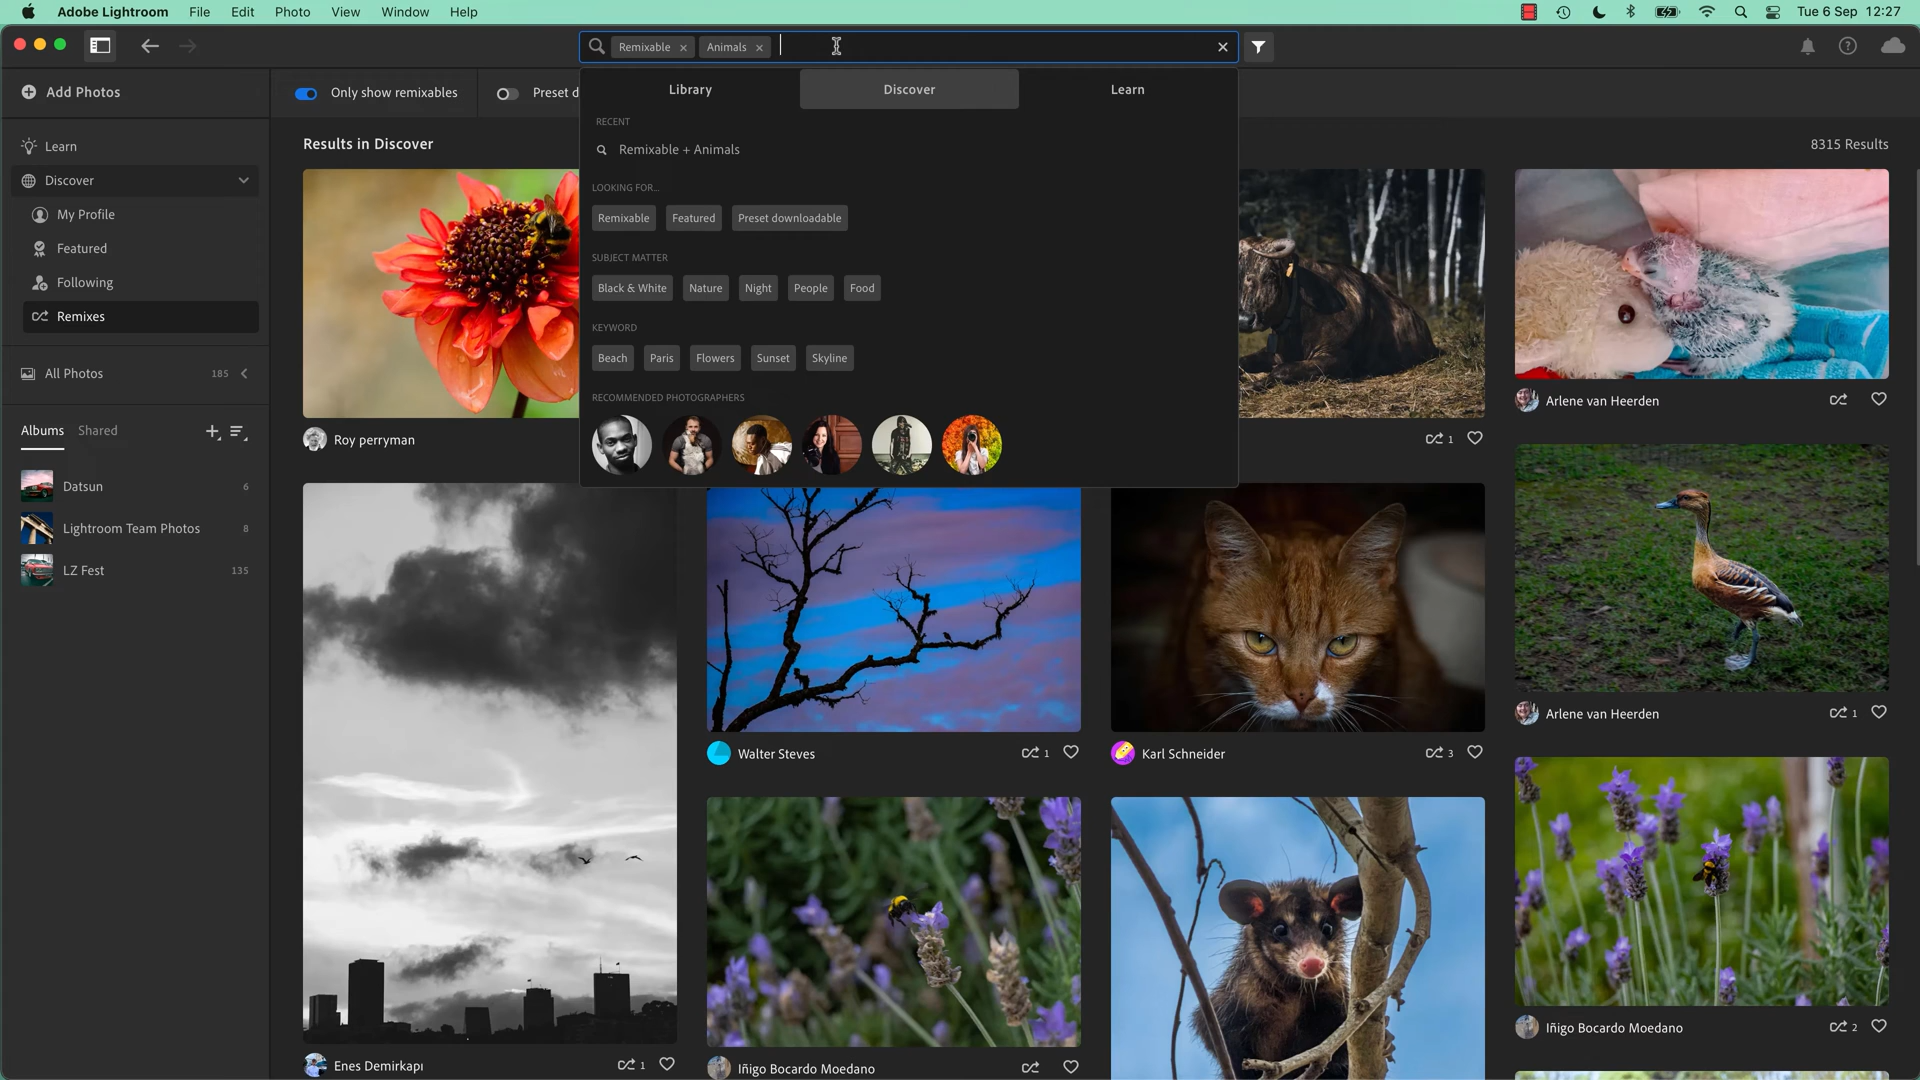 Adobe Lightroom File Edit Photo View Window Help Tue 6 Sep 12:27
Remixable × Animals ×
Add Photos
Only show remixables
Preset d
Library Discover Learn
RECENT
Remixable + Animals
LOOKING FOR...
Remixable Featured Preset downloadable
SUBJECT MATTER
Black & White Nature Night People Food
KEYWORD
Beach Paris Flowers Sunset Skyline
RECOMMENDED PHOTOGRAPHERS
Learn
Discover
My Profile
Featured
Following
Remixes
All Photos 185
Albums Shared
Datsun 6
Lightroom Team Photos 8
LZ Fest 135
Results in Discover 8315 Results
Roy perryman
1
Arlene van Heerden
Walter Steves 1
Karl Schneider 3
Arlene van Heerden 1
Enes Demirkapı 1
Iñigo Bocardo Moedano
Iñigo Bocardo Moedano 2